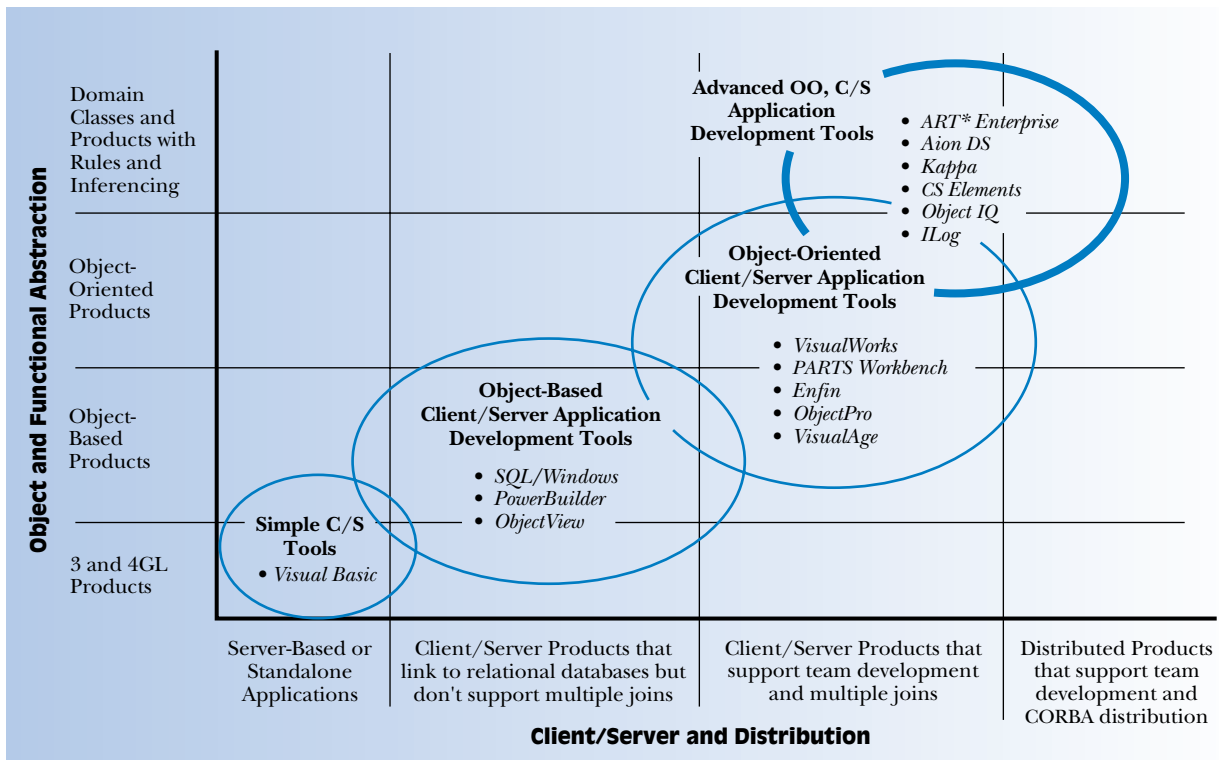 Object and Functional Abstraction
Domain
Classes and
Products with
Rules and
Inferencing
Object-
Oriented
Products
Object-
Based
Products
3 and 4GL
Products
Advanced OO, C/S
Application
Development Tools
• ART* Enterprise
• Aion DS
• Kappa
• CS Elements
• Object IQ
• ILog
Object-Oriented
Client/Server Application
Development Tools
• VisualWorks
• PARTS Workbench
• Enfin
• ObjectPro
• VisualAge
Object-Based
Client/Server Application
Development Tools
• SQL/Windows
• PowerBuilder
• ObjectView
Simple C/S
Tools
• Visual Basic
Server-Based or
Standalone
Applications
Client/Server Products that
link to relational databases but
don't support multiple joins
Client/Server Products that
support team development
and multiple joins
Distributed Products
that support team
development and
CORBA distribution
Client/Server and Distribution